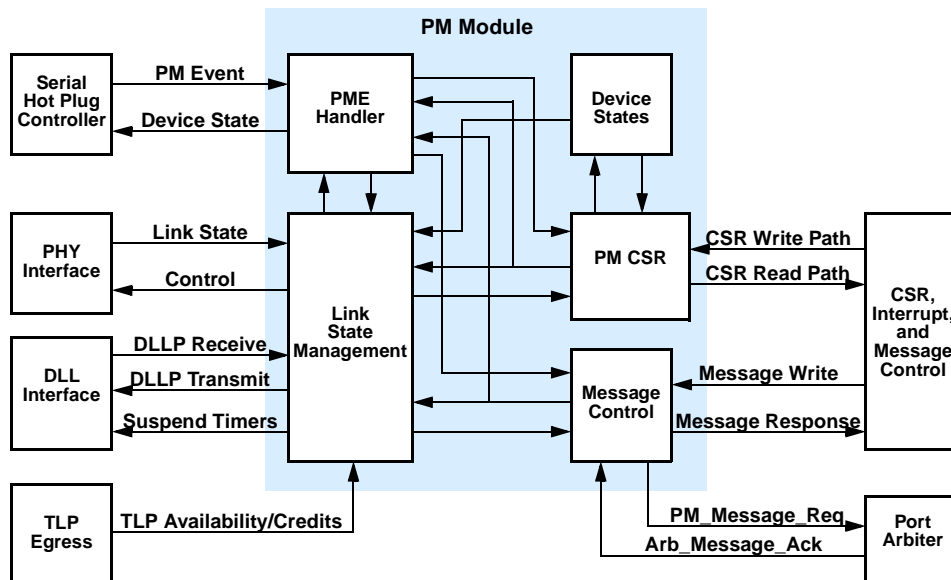 PM Module
Serial
Hot Plug
Controller
PM Event
Device State
PME
Handler
Device
States
PHY
Interface
Link State
Control
Link
State
Management
PM CSR
CSR Write Path
CSR Read Path
CSR,
Interrupt,
and
Message
Control
DLL
Interface
DLLP Receive
DLLP Transmit
Suspend Timers
Message
Control
Message Write
Message Response
TLP
Egress
TLP Availability/Credits
PM_Message_Req
Arb_Message_Ack
Port
Arbiter